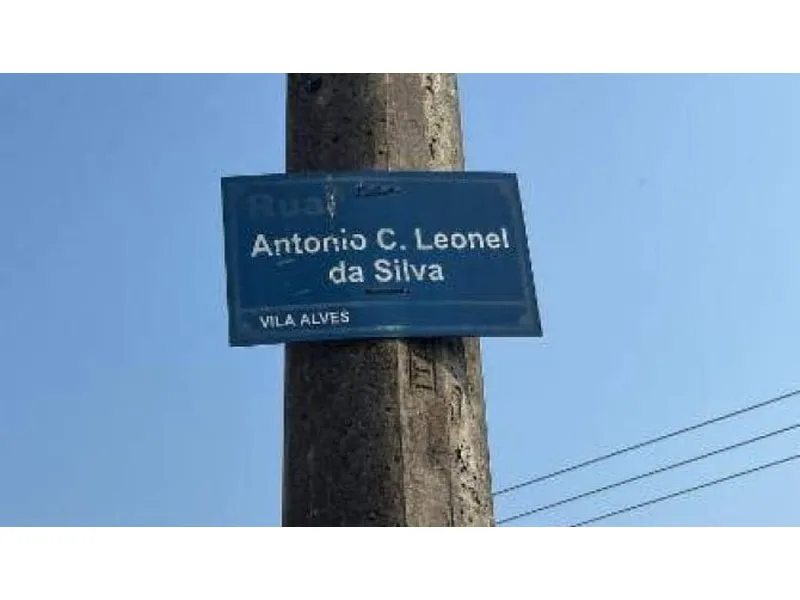 Rua
Antonio C. Leonel
da Silva
VILA ALVES